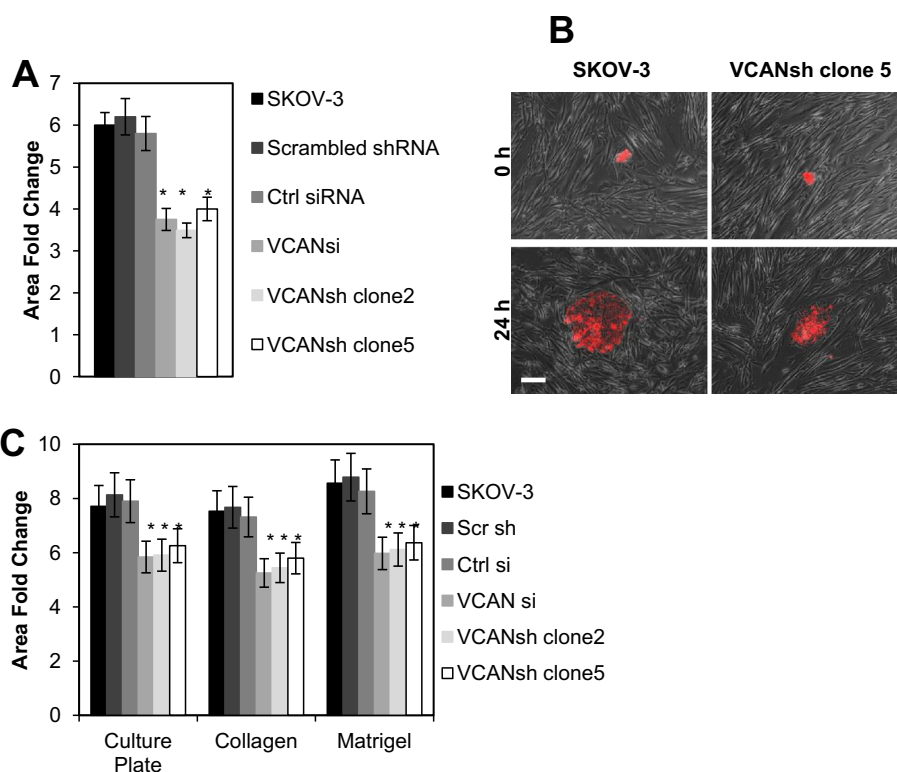 A
Area Fold Change
7
6
5
4
3
2
1
0
* * *
SKOV-3
Scrambled shRNA
Ctrl siRNA
VCANsi
VCANsh clone2
VCANsh clone5
B
SKOV-3 VCANsh clone 5
0 h
24 h
C
Area Fold Change
10
8
6
4
2
0
* * *
* * *
* * *
Culture Plate
Collagen
Matrigel
SKOV-3
Scr sh
Ctrl si
VCAN si
VCANsh clone2
VCANsh clone5